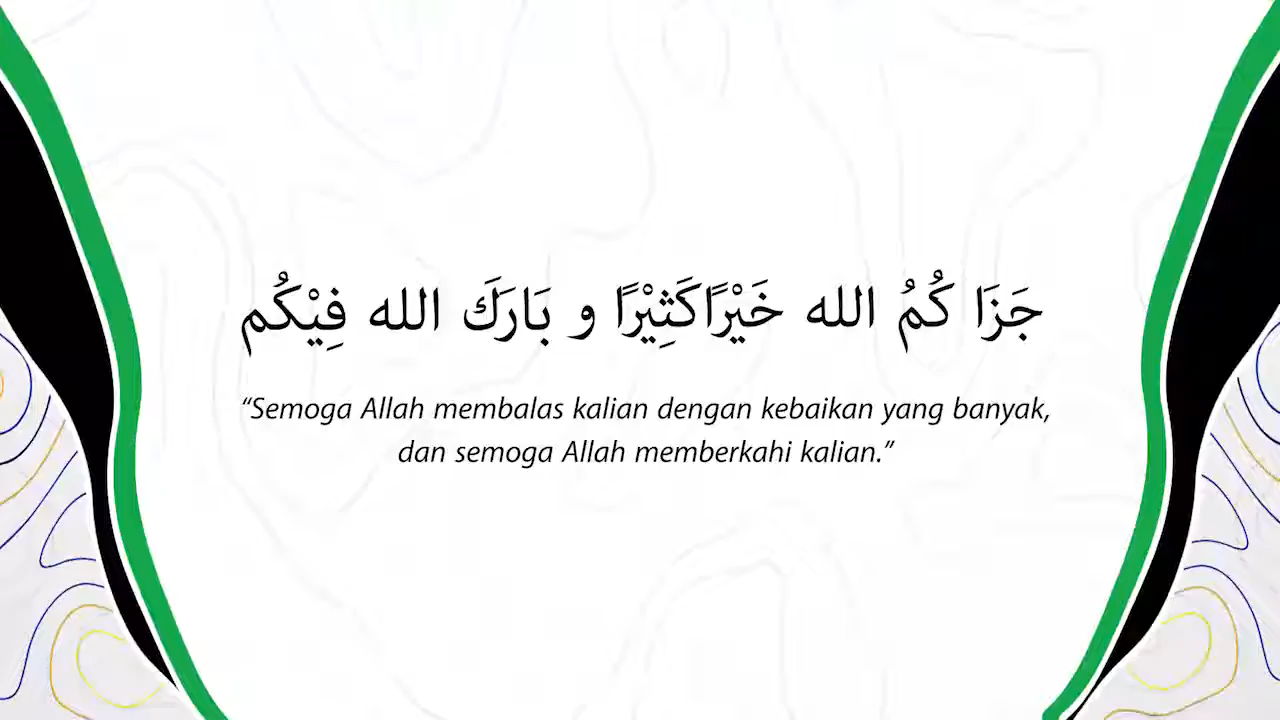 جَزَا كُمُ الله خَيْرًاكَثِيْرًا و بَارَكَ الله فِيْكُم
“Semoga Allah membalas kalian dengan kebaikan yang banyak,
dan semoga Allah memberkahi kalian.”